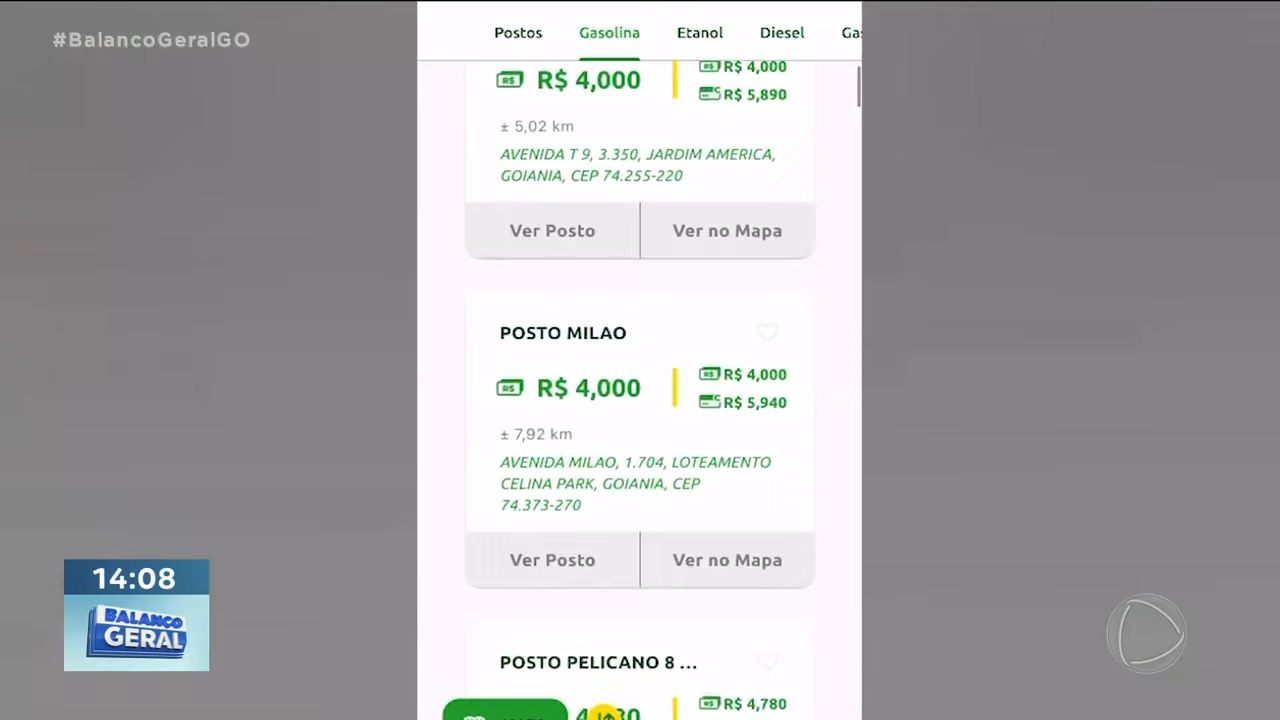 #BalancoGeralGO
Postos Gasolina Etanol Diesel Ga
R$ 4,000
R$ 4,000
R$ 5,890
± 5,02 km
AVENIDA T 9, 3.350, JARDIM AMERICA,
GOIANIA, CEP 74.255-220
Ver Posto Ver no Mapa
POSTO MILAO
R$ 4,000
R$ 4,000
R$ 5,940
± 7,92 km
AVENIDA MILAO, 1.704, LOTEAMENTO
CELINA PARK, GOIANIA, CEP
74.373-270
Ver Posto Ver no Mapa
POSTO PELICANO 8 ...
R$ 4,780
14:08
BALANÇO
GERAL